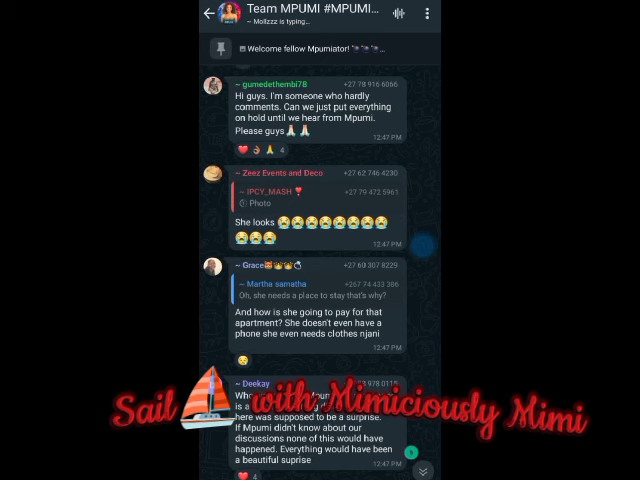 Team MPUMI #MPUMI...
~ Mollzzz is typing...
Welcome fellow Mpumiator! 💣💣💣...
~ gumedethembi78 +27 78 916 6066
Hi guys. I'm someone who hardly
comments. Can we just put everything
on hold until we hear from Mpumi.
Please guys🙏🏻🙏🏻
12:47 PM
❤️👌🏾🙏 4
~ Zeez Events and Deco +27 62 746 4230
~ IPCY_MASH ❣ +27 79 472 5961
Photo
She looks 😭😭😭😭😭😭😭😭
😭😭😭
12:47 PM
~ Grace +27 60 307 8229
~ Martha samatha +267 74 433 366
Oh, she needs a place to stay that's why?
And how is she going to pay for that
apartment? She doesn't even have a
phone she even needs clothes njani
12:47 PM
~ Deekay
is a
here was supposed to be a surprise.
If Mpumi didn't know about our
discussions none of this would have
happened. Everything would have been
a beautiful suprise
12:47 PM
❤️ 4
Sail ⛵ with Mimiciously Mimi